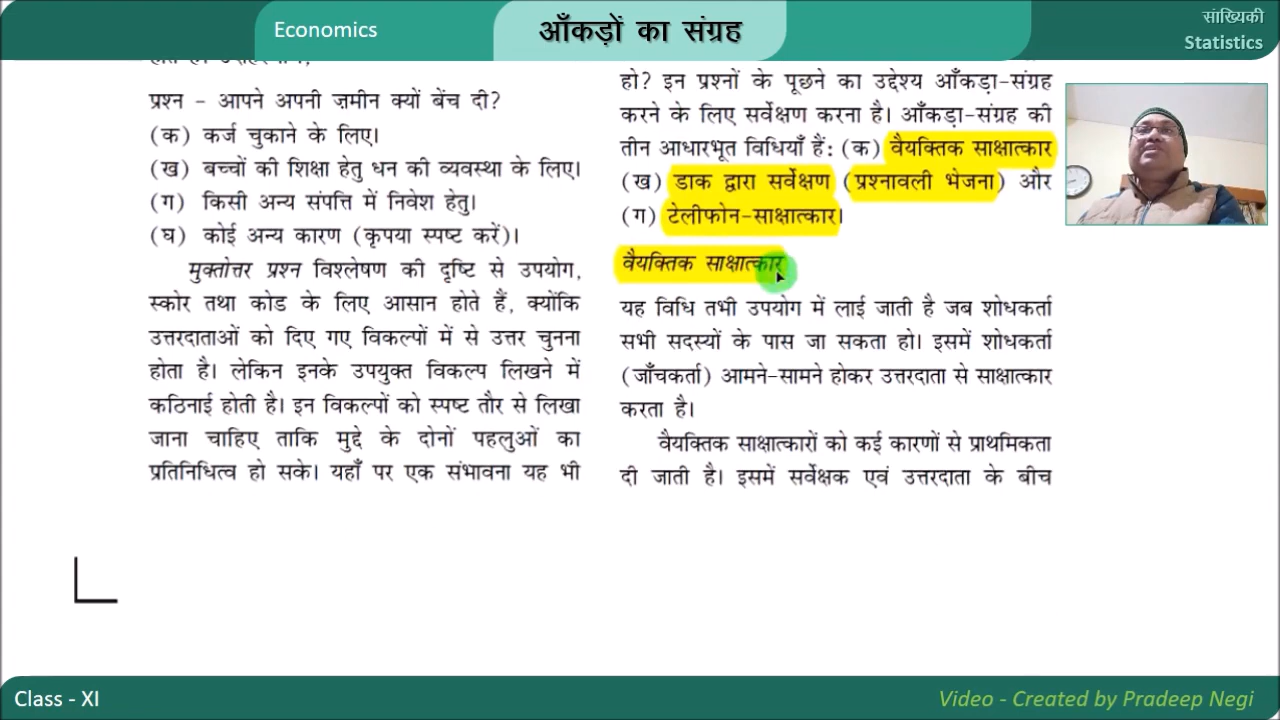 Economics
आँकड़ों का संग्रह
सांख्यिकी
Statistics
प्रश्न - आपने अपनी ज़मीन क्यों बेंच दी?
(क) कर्ज चुकाने के लिए।
(ख) बच्चों की शिक्षा हेतु धन की व्यवस्था के लिए।
(ग) किसी अन्य संपत्ति में निवेश हेतु।
(घ) कोई अन्य कारण (कृपया स्पष्ट करें)।
मुक्तोत्तर प्रश्न विश्लेषण की दृष्टि से उपयोग,
स्कोर तथा कोड के लिए आसान होते हैं, क्योंकि
उत्तरदाताओं को दिए गए विकल्पों में से उत्तर चुनना
होता है। लेकिन इनके उपयुक्त विकल्प लिखने में
कठिनाई होती है। इन विकल्पों को स्पष्ट तौर से लिखा
जाना चाहिए ताकि मुद्दे के दोनों पहलुओं का
प्रतिनिधित्व हो सके। यहाँ पर एक संभावना यह भी
हो? इन प्रश्नों के पूछने का उद्देश्य आँकड़ा-संग्रह
करने के लिए सर्वेक्षण करना है। आँकड़ा-संग्रह की
तीन आधारभूत विधियाँ हैं: (क) वैयक्तिक साक्षात्कार
(ख) डाक द्वारा सर्वेक्षण (प्रश्नावली भेजना) और
(ग) टेलीफोन-साक्षात्कार।
वैयक्तिक साक्षात्कार
यह विधि तभी उपयोग में लाई जाती है जब शोधकर्ता
सभी सदस्यों के पास जा सकता हो। इसमें शोधकर्ता
(जाँचकर्ता) आमने-सामने होकर उत्तरदाता से साक्षात्कार
करता है।
वैयक्तिक साक्षात्कारों को कई कारणों से प्राथमिकता
दी जाती है। इसमें सर्वेक्षक एवं उत्तरदाता के बीच
Class - XI
Video - Created by Pradeep Negi